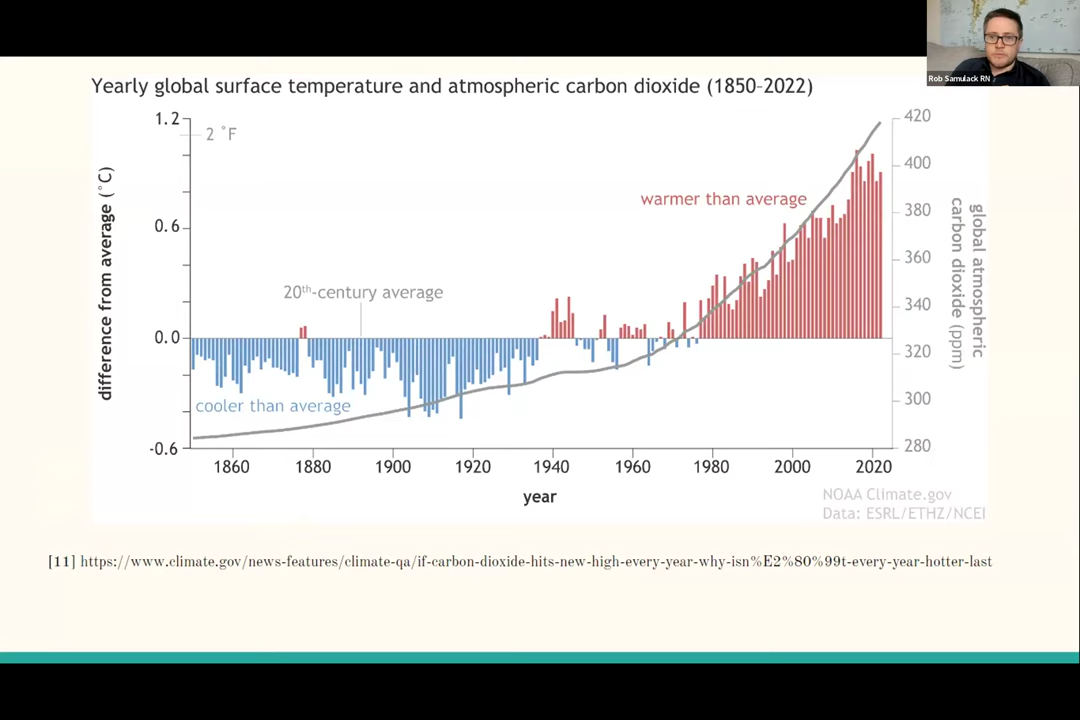 Rob Samulack RN
Yearly global surface temperature and atmospheric carbon dioxide (1850-2022)
1.2
2 °F
0.6
0.0
-0.6
difference from average (°C)
420
400
380
360
340
320
300
280
global atmospheric
carbon dioxide (ppm)
warmer than average
20th-century average
cooler than average
1860
1880
1900
1920
1940
1960
1980
2000
2020
year
NOAA Climate.gov
Data: ESRL/ETHZ/NCEI
[11] https://www.climate.gov/news-features/climate-qa/if-carbon-dioxide-hits-new-high-every-year-why-isn%E2%80%99t-every-year-hotter-last